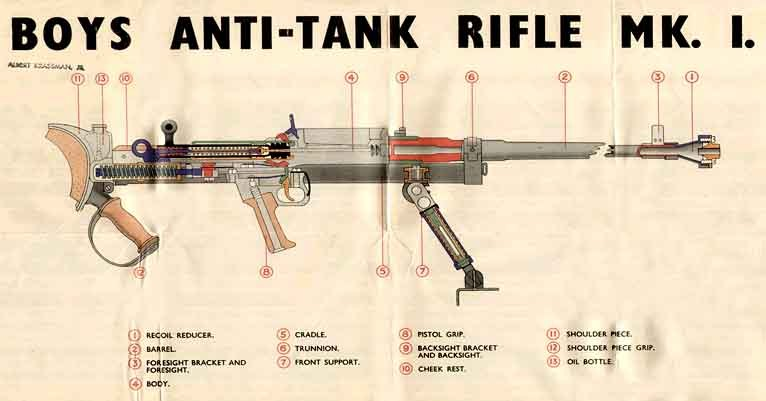 BOYS ANTI-TANK RIFLE MK. I.
ALBERT
11 13 10 4 9 6 2 3 1
12 8 5 7
1 RECOIL REDUCER.
2 BARREL.
3 FORESIGHT BRACKET AND
FORESIGHT.
4 BODY.
5 CRADLE.
6 TRUNNION.
7 FRONT SUPPORT.
8 PISTOL GRIP.
9 BACKSIGHT BRACKET
AND BACKSIGHT.
10 CHEEK REST.
11 SHOULDER PIECE.
12 SHOULDER PIECE GRIP.
13 OIL BOTTLE.